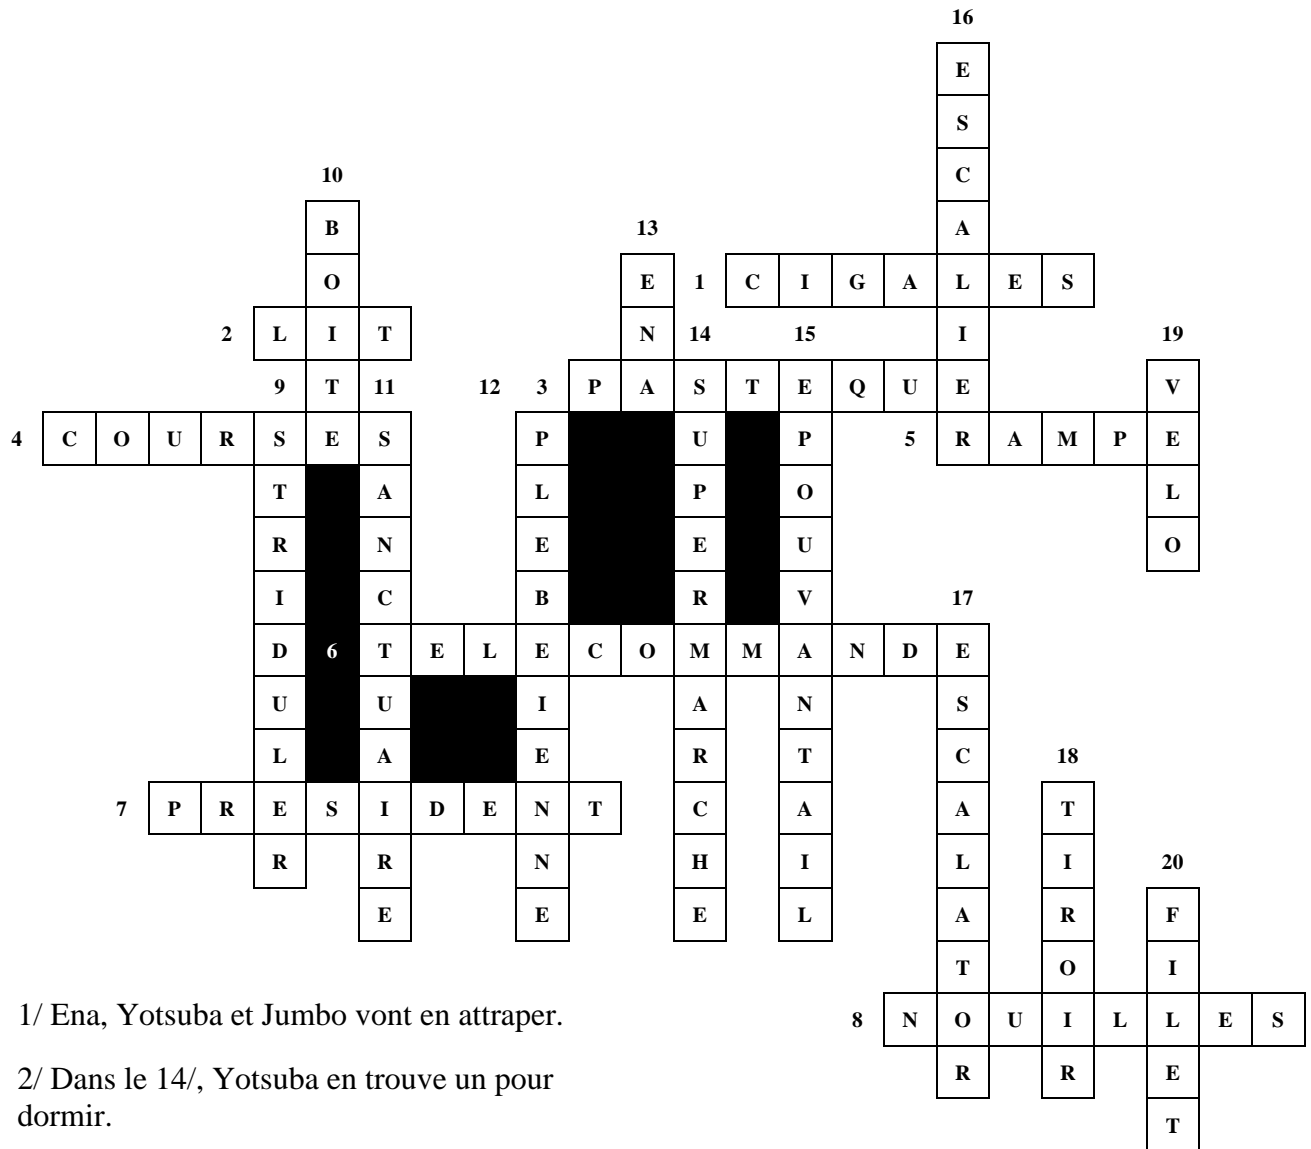 16
E
S
10 C
B 13 A
O E 1 C I G A L E S
2 L I T N 14 15 I 19
9 T 11 12 3 P A S T E Q U E V
4 C O U R S E S P U P 5 R A M P E
T A L P O L
R N E E U O
I C B R V 17
D 6 T E L E C O M M A N D E
U U I A N S
L A E R T C 18
7 P R E S I D E N T C A A T
R R N H I L I 20
E E E L A R F
T O I
1/ Ena, Yotsuba et Jumbo vont en attraper. 8 N O U I L L E S
R R E
2/ Dans le 14/, Yotsuba en trouve un pour
dormir. T